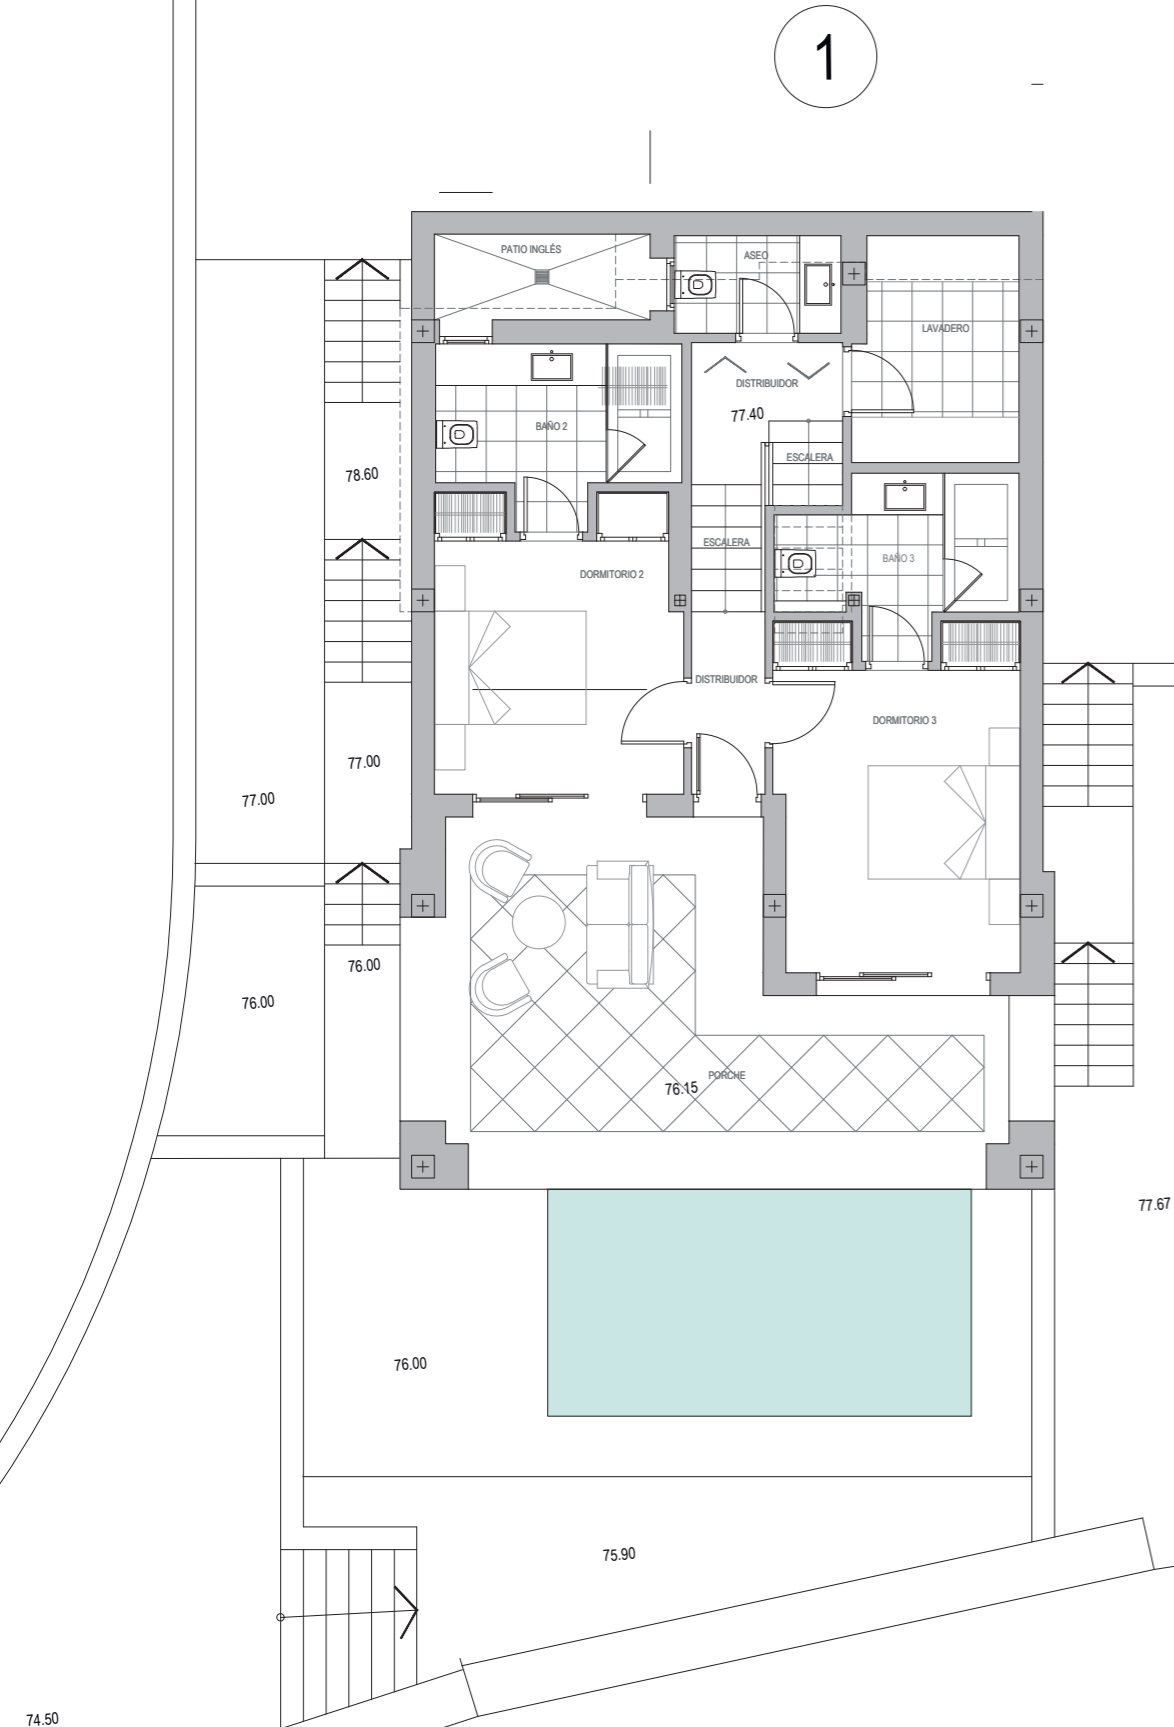 1
PATIO INGLÉS
ASEO
LAVADERO
DISTRIBUIDOR
77.40
BAÑO 2
ESCALERA
78.60
ESCALERA
BAÑO 3
DORMITORIO 2
DISTRIBUIDOR
DORMITORIO 3
77.00
77.00
76.00
76.00
PORCHE
76.15
77.67
76.00
75.90
74.50